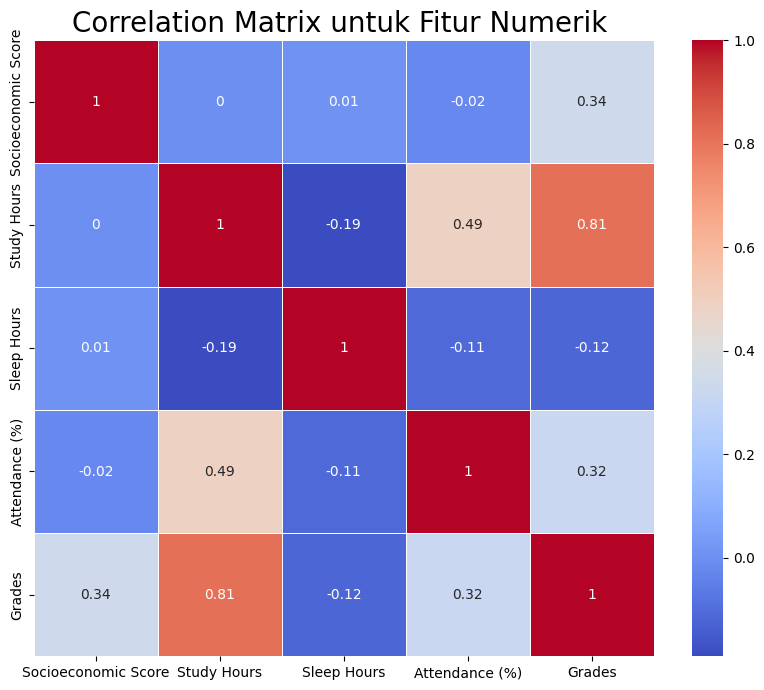 Correlation Matrix untuk Fitur Numerik
Socioeconomic Score
1
0
0.01
-0.02
0.34
Study Hours
0
1
-0.19
0.49
0.81
Sleep Hours
0.01
-0.19
1
-0.11
-0.12
Attendance (%)
-0.02
0.49
-0.11
1
0.32
Grades
0.34
0.81
-0.12
0.32
1
Socioeconomic Score
Study Hours
Sleep Hours
Attendance (%)
Grades
1.0
0.8
0.6
0.4
0.2
0.0